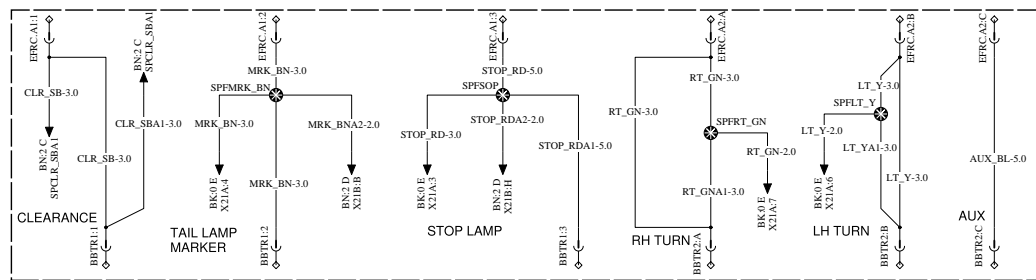 EFRC.A1:1
CLR_SB-3.0
BN:2 C
SPCLR_SBA1
CLR_SB-3.0
BN:2 C
SPCLR_SBA1
CLR_SBA1-3.0
CLEARANCE
BBTR1:1
EFRC.A1:2
MRK_BN-3.0
SPFMRK_BN
MRK_BN-3.0
MRK_BNA2-2.0
BK:0 E
X21A:4
MRK_BN-3.0
BN:2 D
X21B:B
TAIL LAMP
MARKER
BBTR1:2
EFRC.A1:3
STOP_RD-5.0
SPFSOP
STOP_RD-3.0
STOP_RDA2-2.0
STOP_RDA1-5.0
BK:0 E
X21A:3
BN:2 D
X21B:H
STOP LAMP
BBTR1:3
EFRC.A2:A
RT_GN-3.0
RT_GN-3.0
SPFRT_GN
RT_GN-2.0
RT_GNA1-3.0
BK:0 E
X21A:7
RH TURN
BBTR2:A
EFRC.A2:B
LT_Y-3.0
SPFLT_Y
LT_Y-2.0
LT_YA1-3.0
LT_Y-3.0
BK:0 E
X21A:6
LH TURN
BBTR2:B
EFRC.A2:C
AUX_BL-5.0
AUX
BBTR2:C